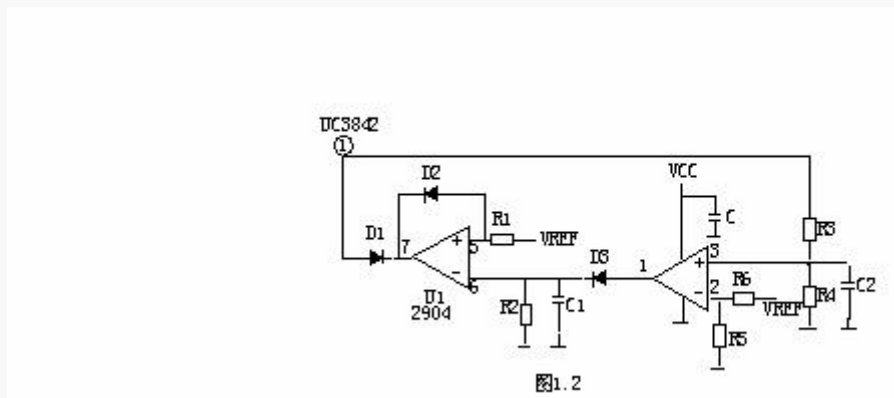 UC3842
①
D2
VCC
C
R3
D1
7
+
5
R1
VREF
D3
1
3
+
-
6
-
2
R6
VREF
R4
C2
U1
2904
R2
C1
R5
图1.2